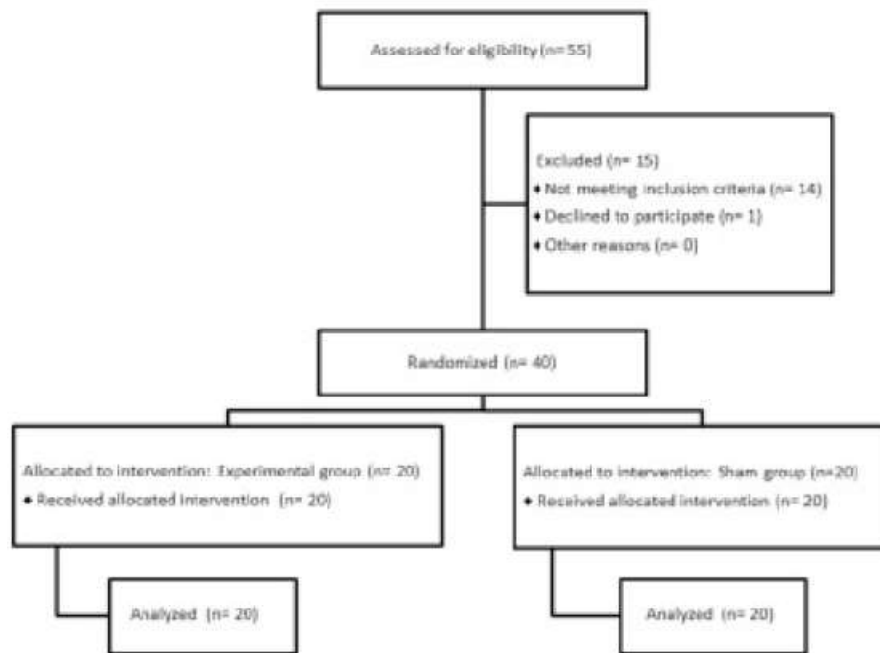 Assessed for eligibility (n= 55)
Excluded (n= 15)
♦ Not meeting inclusion criteria (n= 14)
♦ Declined to participate (n= 1)
♦ Other reasons (n= 0)
Randomized (n= 40)
Allocated to intervention: Experimental group (n= 20)
♦ Received allocated intervention (n= 20)
Allocated to intervention: Sham group (n=20)
♦ Received allocated intervention (n= 20)
Analyzed (n= 20)
Analyzed (n= 20)